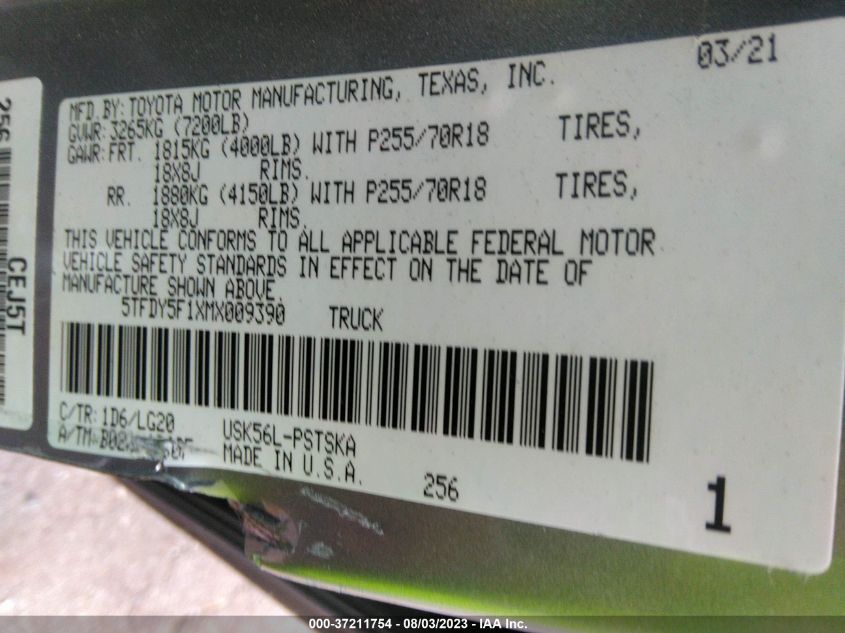 03/21
MFD BY: TOYOTA MOTOR MANUFACTURING, TEXAS, INC.
GVWR: 3265KG (7200LB)
GAWR: FRT. 1815KG (4000LB) WITH P255/70R18 TIRES,
18X8J RIMS.
RR. 1880KG (4150LB) WITH P255/70R18 TIRES,
18X8J RIMS.
THIS VEHICLE CONFORMS TO ALL APPLICABLE FEDERAL MOTOR
VEHICLE SAFETY STANDARDS IN EFFECT ON THE DATE OF
MANUFACTURE SHOWN ABOVE.
5TFDY5F1XMX009390 TRUCK
C/TR: 1D6/LG20
A/TM:
USK56L-PSTSKA
MADE IN U.S.A.
256
1
256
CEJ5T
000-37211754 - 08/03/2023 - IAA Inc.